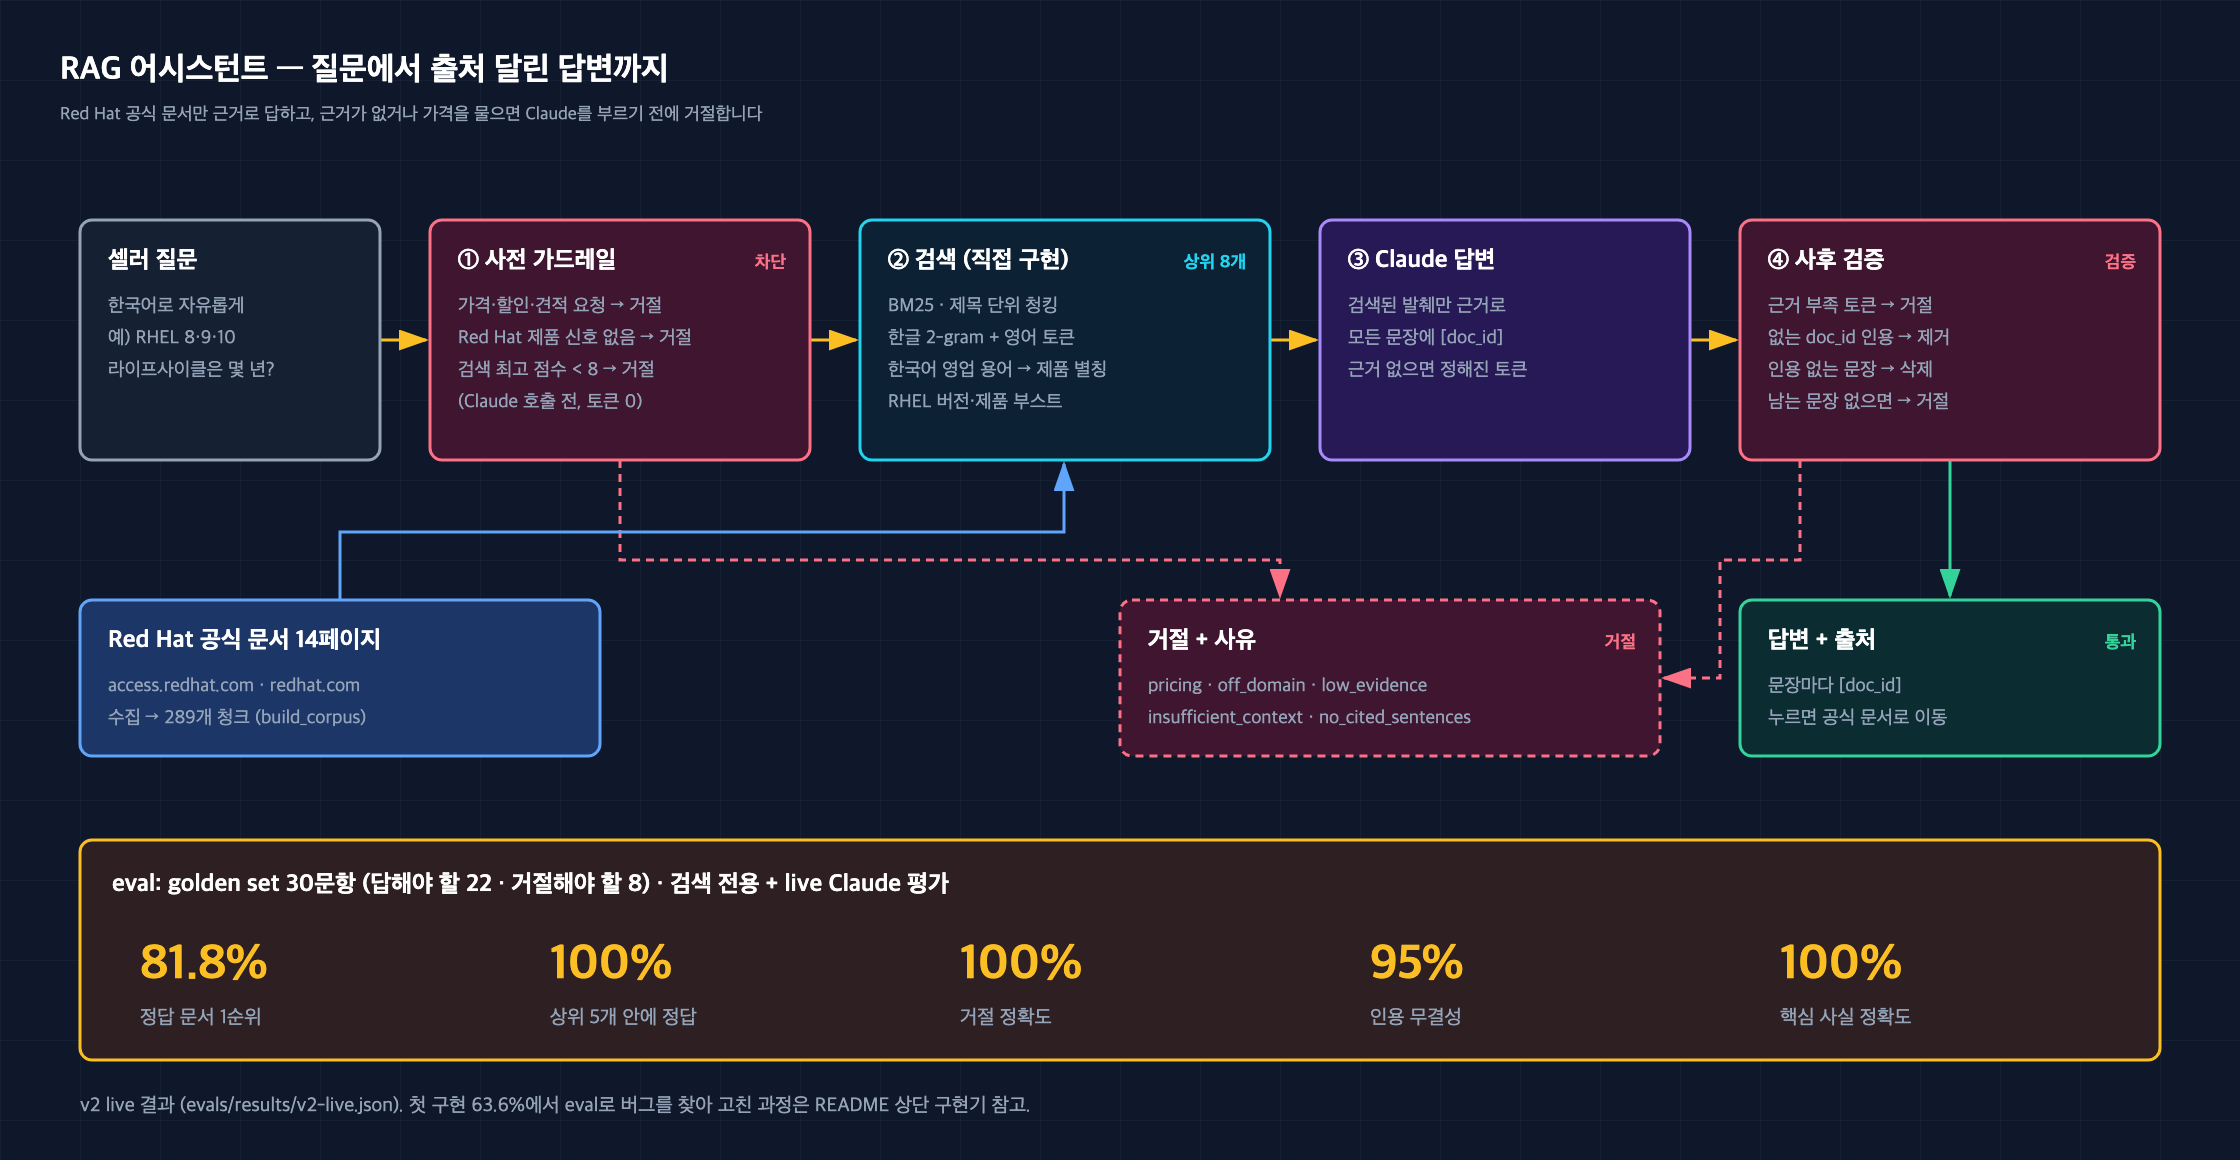 RAG 어시스턴트 — 질문에서 출처 달린 답변까지
Red Hat 공식 문서만 근거로 답하고, 근거가 없거나 가격을 물으면 Claude를 부르기 전에 거절합니다
셀러 질문
한국어로 자유롭게
예) RHEL 8·9·10
라이프사이클은 몇 년?
① 사전 가드레일
차단
가격·할인·견적 요청 → 거절
Red Hat 제품 신호 없음 → 거절
검색 최고 점수 < 8 → 거절
(Claude 호출 전, 토큰 0)
② 검색 (직접 구현)
상위 8개
BM25 · 제목 단위 청킹
한글 2-gram + 영어 토큰
한국어 영업 용어 → 제품 별칭
RHEL 버전·제품 부스트
③ Claude 답변
검색된 발췌만 근거로
모든 문장에 [doc_id]
근거 없으면 정해진 토큰
④ 사후 검증
검증
근거 부족 토큰 → 거절
없는 doc_id 인용 → 제거
인용 없는 문장 → 삭제
남는 문장 없으면 → 거절
Red Hat 공식 문서 14페이지
access.redhat.com · redhat.com
수집 → 289개 청크 (build_corpus)
거절 + 사유
거절
pricing · off_domain · low_evidence
insufficient_context · no_cited_sentences
답변 + 출처
통과
문장마다 [doc_id]
누르면 공식 문서로 이동
eval: golden set 30문항 (답해야 할 22 · 거절해야 할 8) · 검색 전용 + live Claude 평가
81.8%
정답 문서 1순위
100%
상위 5개 안에 정답
100%
거절 정확도
95%
인용 무결성
100%
핵심 사실 정확도
v2 live 결과 (evals/results/v2-live.json). 첫 구현 63.6%에서 eval로 버그를 찾아 고친 과정은 README 상단 구현기 참고.